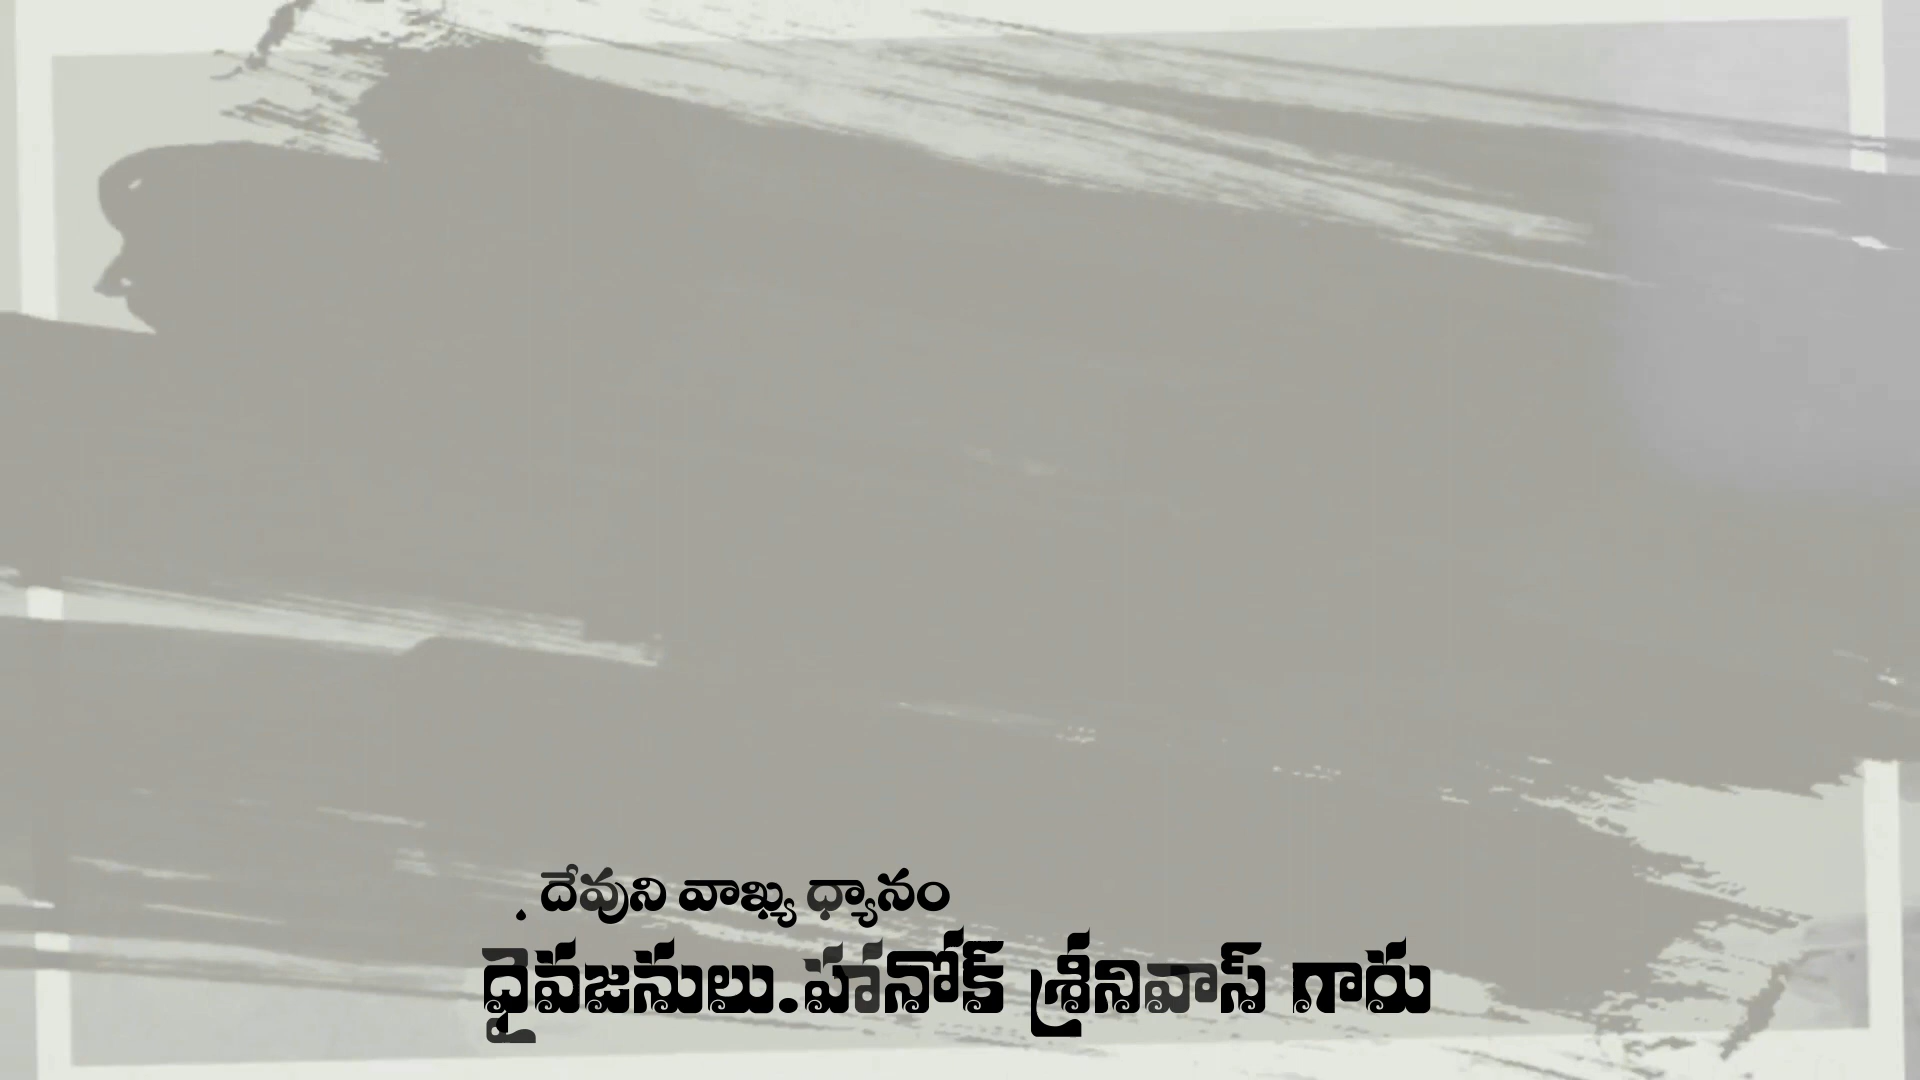 . దేవుని వాఖ్య ధ్యానం
దైవజనులు.హనోక్ శ్రీనివాస్ గారు